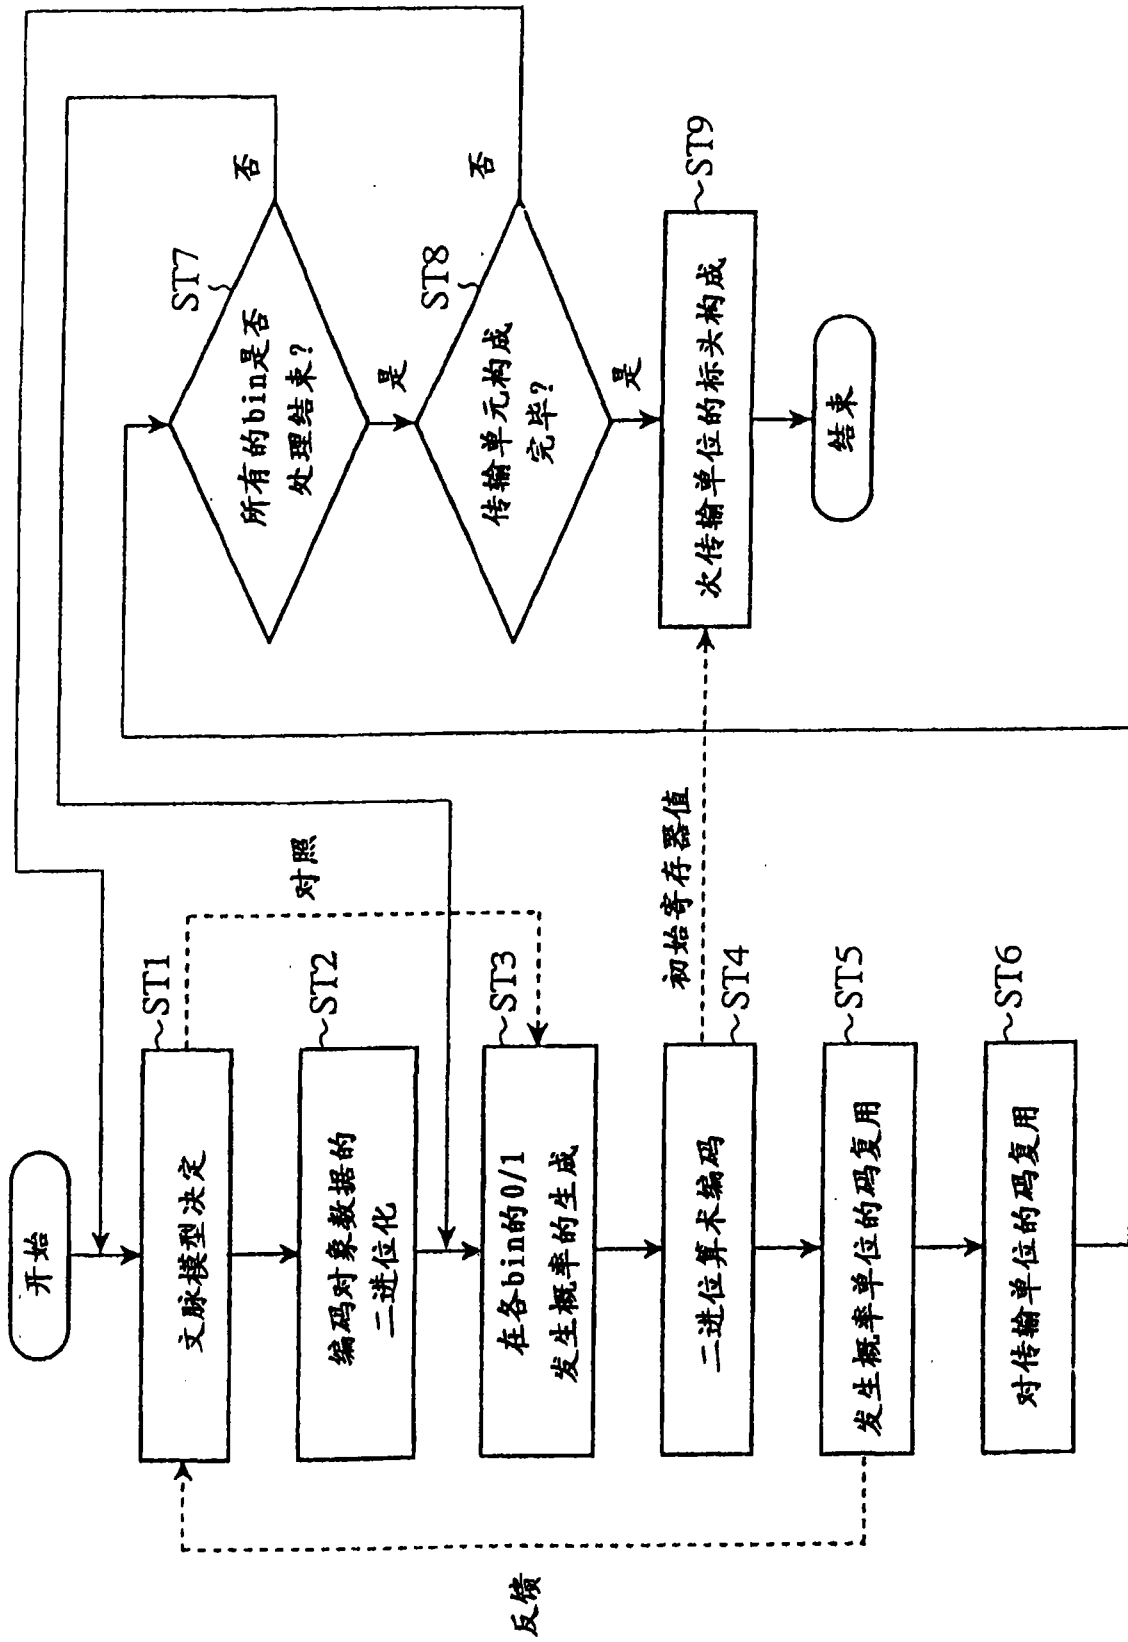 开始
文脉模型决定
ST1
编码对象数据的
二进位化
ST2
在各bin的0/1
发生概率的生成
ST3
二进位算术编码
ST4
发生概率单位的码复用
ST5
对传输单位的码复用
ST6
反馈
对照
初始寄存器值
所有的bin是否
处理结束?
ST7
否
是
传输单元构成
完毕?
ST8
否
是
次传输单位的标头构成
ST9
结束